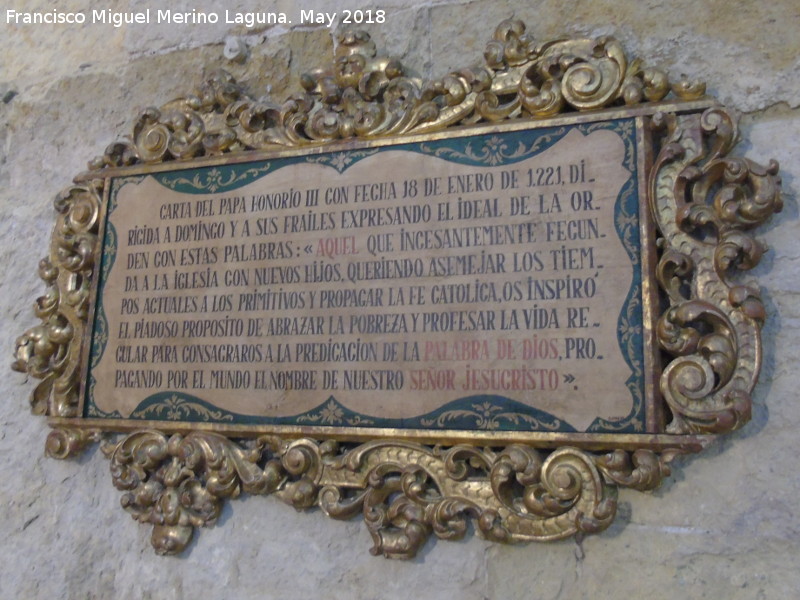 Francisco Miguel Merino Laguna. May 2018
CARTA DEL PAPA HONORIO III CON FECHA 18 DE ENERO DE 1.221, DI-
RIGIDA A DOMINGO Y A SUS FRAILES EXPRESANDO EL IDEAL DE LA OR-
DEN CON ESTAS PALABRAS: «AQUEL QUE INCESANTEMENTE FECUN-
DA A LA IGLESIA CON NUEVOS HIJOS, QUERIENDO ASEMEJAR LOS TIEM-
POS ACTUALES A LOS PRIMITIVOS Y PROPAGAR LA FE CATOLICA, OS INSPIRÓ
EL PIADOSO PROPOSITO DE ABRAZAR LA POBREZA Y PROFESAR LA VIDA RE-
GULAR PARA CONSAGRAROS A LA PREDICACION DE LA PALABRA DE DIOS, PRO-
PAGANDO POR EL MUNDO EL NOMBRE DE NUESTRO SEÑOR JESUCRISTO».